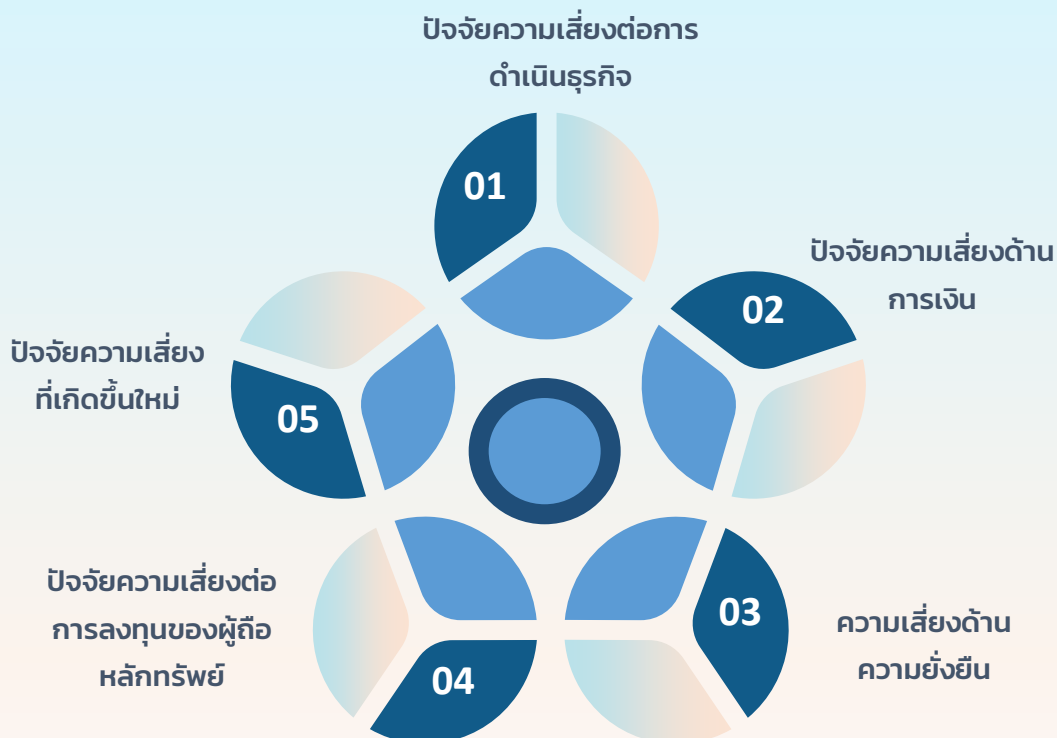 ปัจจัยความเสี่ยงต่อการ
ดำเนินธุรกิจ
01
ปัจจัยความเสี่ยงด้าน
การเงิน
02
ความเสี่ยงด้าน
ความยั่งยืน
03
ปัจจัยความเสี่ยงต่อ
การลงทุนของผู้ถือ
หลักทรัพย์
04
ปัจจัยความเสี่ยง
ที่เกิดขึ้นใหม่
05